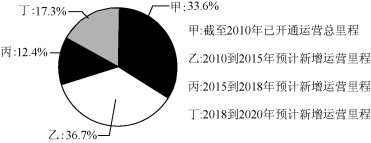 丁:17.3%
甲:33.6%
丙:12.4%
乙:36.7%
甲:截至2010年已开通运营总里程
乙:2010到2015年预计新增运营里程
丙:2015到2018年预计新增运营里程
丁:2018到2020年预计新增运营里程